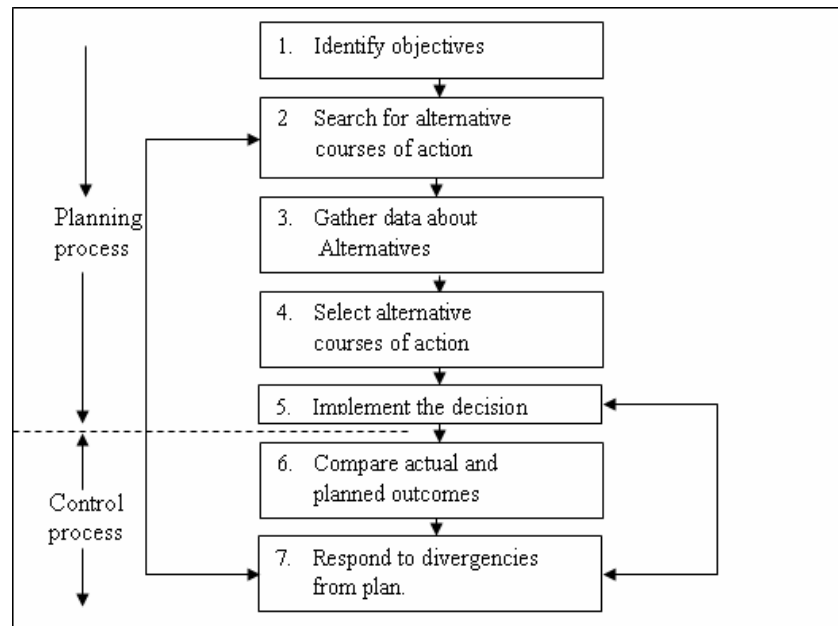 1. Identify objectives
2 Search for alternative
courses of action
3. Gather data about
Alternatives
4. Select alternative
courses of action
5. Implement the decision
6. Compare actual and
planned outcomes
7. Respond to divergencies
from plan.
Planning
process
Control
process